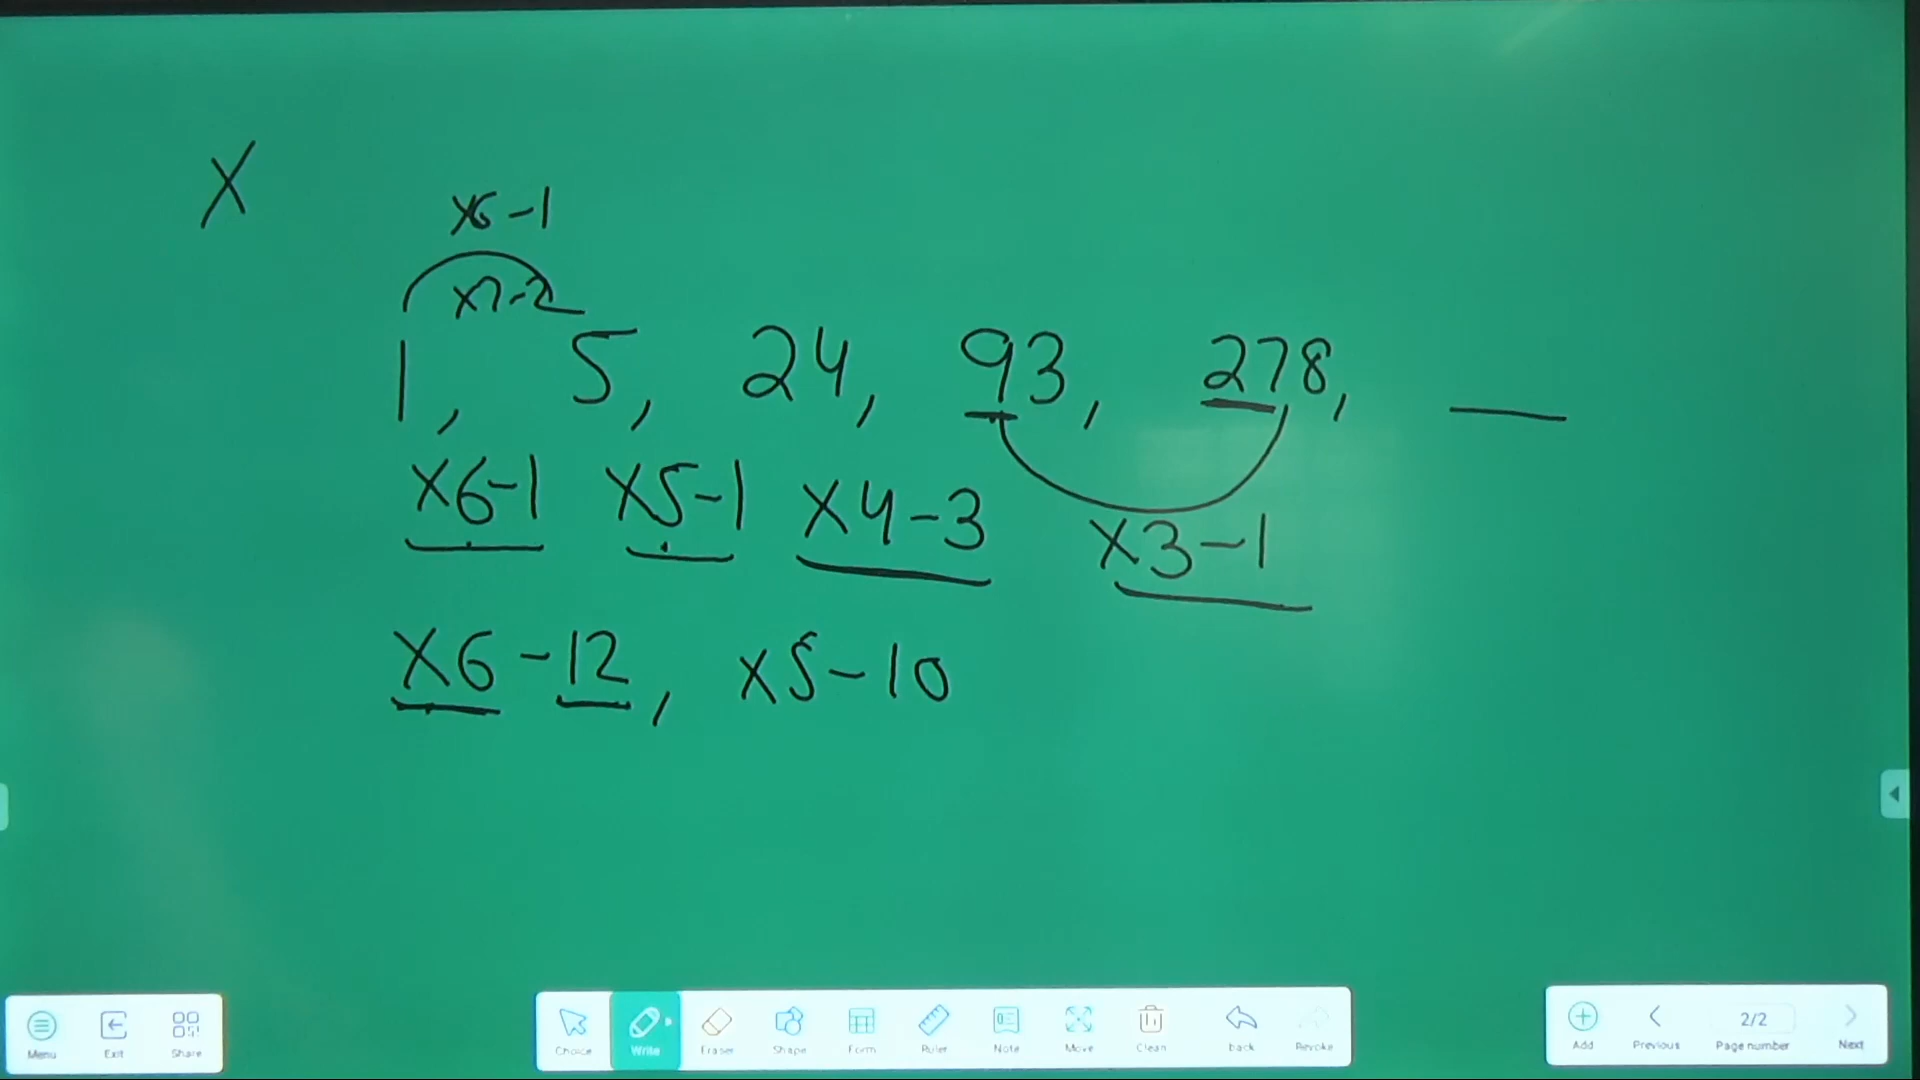 X
x6-1
x7-2
1, 5, 24, 93, 278, ___
x6-1 x5-1 x4-3 x3-1
x6-12, x5-10
Menu Exit Share Choice Write Eraser Shape Form Ruler Note Move Clean back Revoke Add Previous 2/2 Page number Next